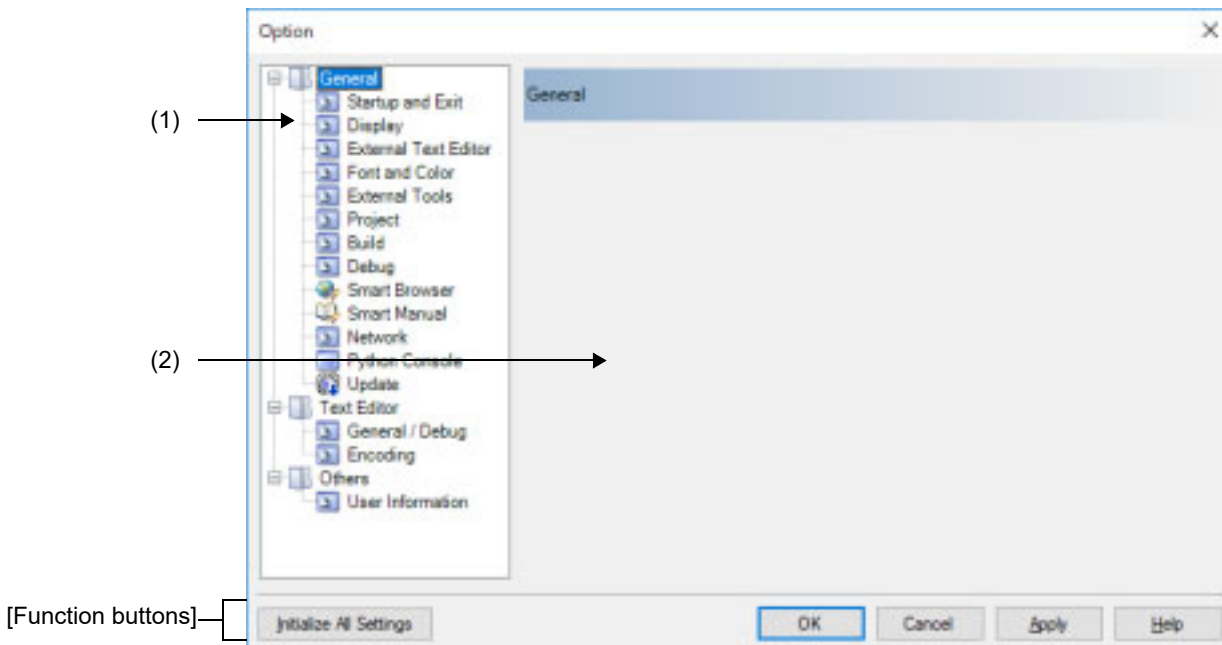 Option
General
General
Startup and Exit
(1)
Display
External Text Editor
Font and Color
External Tools
Project
Build
Debug
Smart Browser
Smart Manual
Network
(2)
Python Console
Update
Text Editor
General / Debug
Encoding
Others
User Information
[Function buttons]
Initialize All Settings
OK
Cancel
Apply
Help